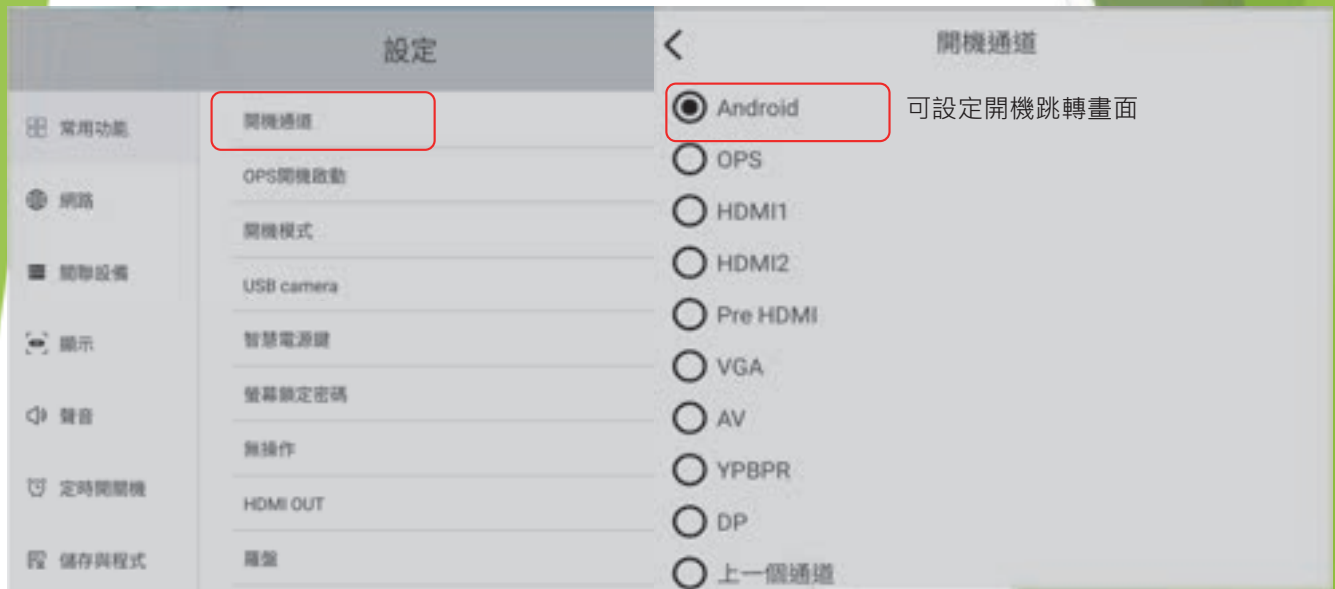 設定
常用功能
網路
關聯設備
顯示
聲音
定時開關機
儲存與程式
開機通道
OPS開機啟動
開機模式
USB camera
智慧電源鍵
螢幕鎖定密碼
無操作
HDMI OUT
羅盤
開機通道
Android
可設定開機跳轉畫面
OPS
HDMI1
HDMI2
Pre HDMI
VGA
AV
YPBPR
DP
上一個通道